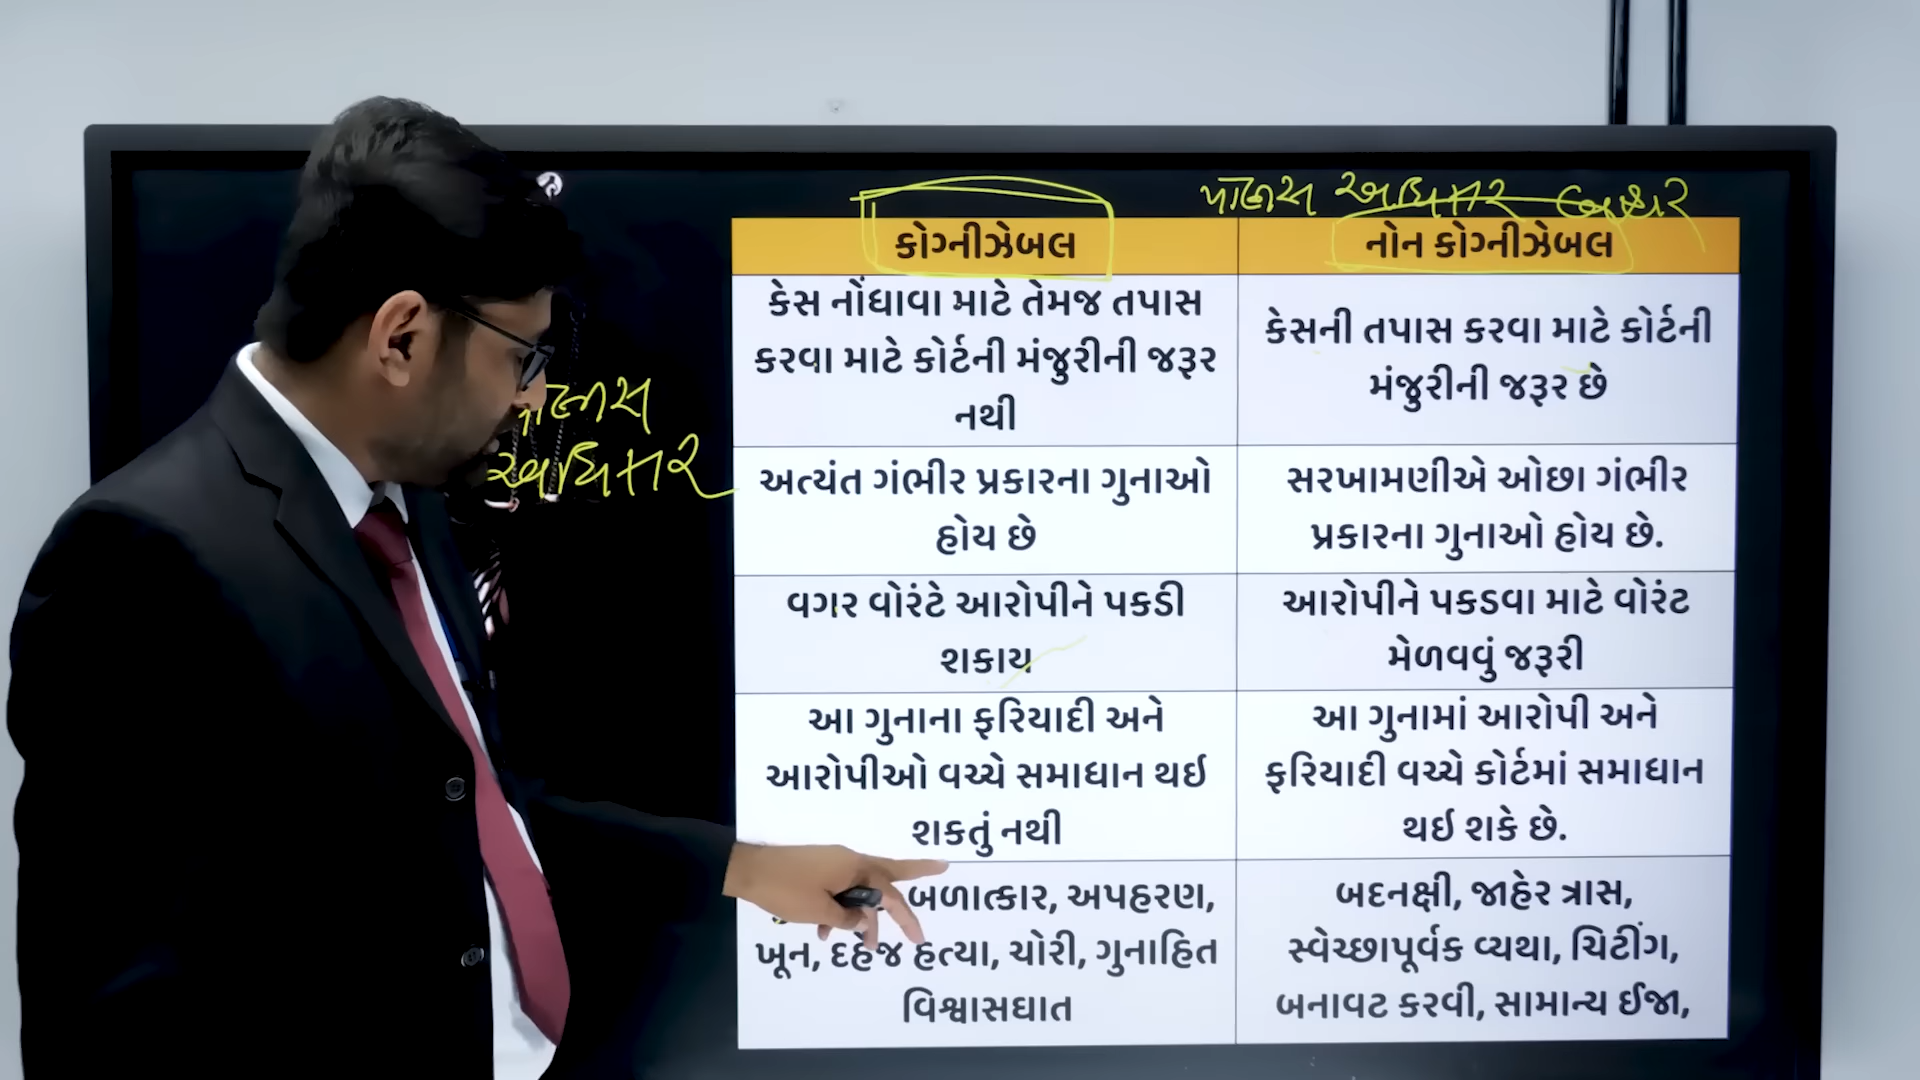 પોલીસ અધિકાર બહાર
કોગ્નીઝેબલ
નોન કોગ્નીઝેબલ
કેસ નોંધાવા માટે તેમજ તપાસ
કરવા માટે કોર્ટની મંજુરીની જરૂર
નથી
કેસની તપાસ કરવા માટે કોર્ટની
મંજુરીની જરૂર છે
પોલીસ
અધિકાર
અત્યંત ગંભીર પ્રકારના ગુનાઓ
હોય છે
સરખામણીએ ઓછા ગંભીર
પ્રકારના ગુનાઓ હોય છે.
વગર વોરંટે આરોપીને પકડી
શકાય
આરોપીને પકડવા માટે વોરંટ
મેળવવું જરૂરી
આ ગુનાના ફરિયાદી અને
આરોપીઓ વચ્ચે સમાધાન થઇ
શકતું નથી
આ ગુનામાં આરોપી અને
ફરિયાદી વચ્ચે કોર્ટમાં સમાધાન
થઇ શકે છે.
બળાત્કાર, અપહરણ,
ખૂન, દહેજ હત્યા, ચોરી, ગુનાહિત
વિશ્વાસઘાત
બદનક્ષી, જાહેર ત્રાસ,
સ્વેચ્છાપૂર્વક વ્યથા, ચિટીંગ,
બનાવટ કરવી, સામાન્ય ઈજા,